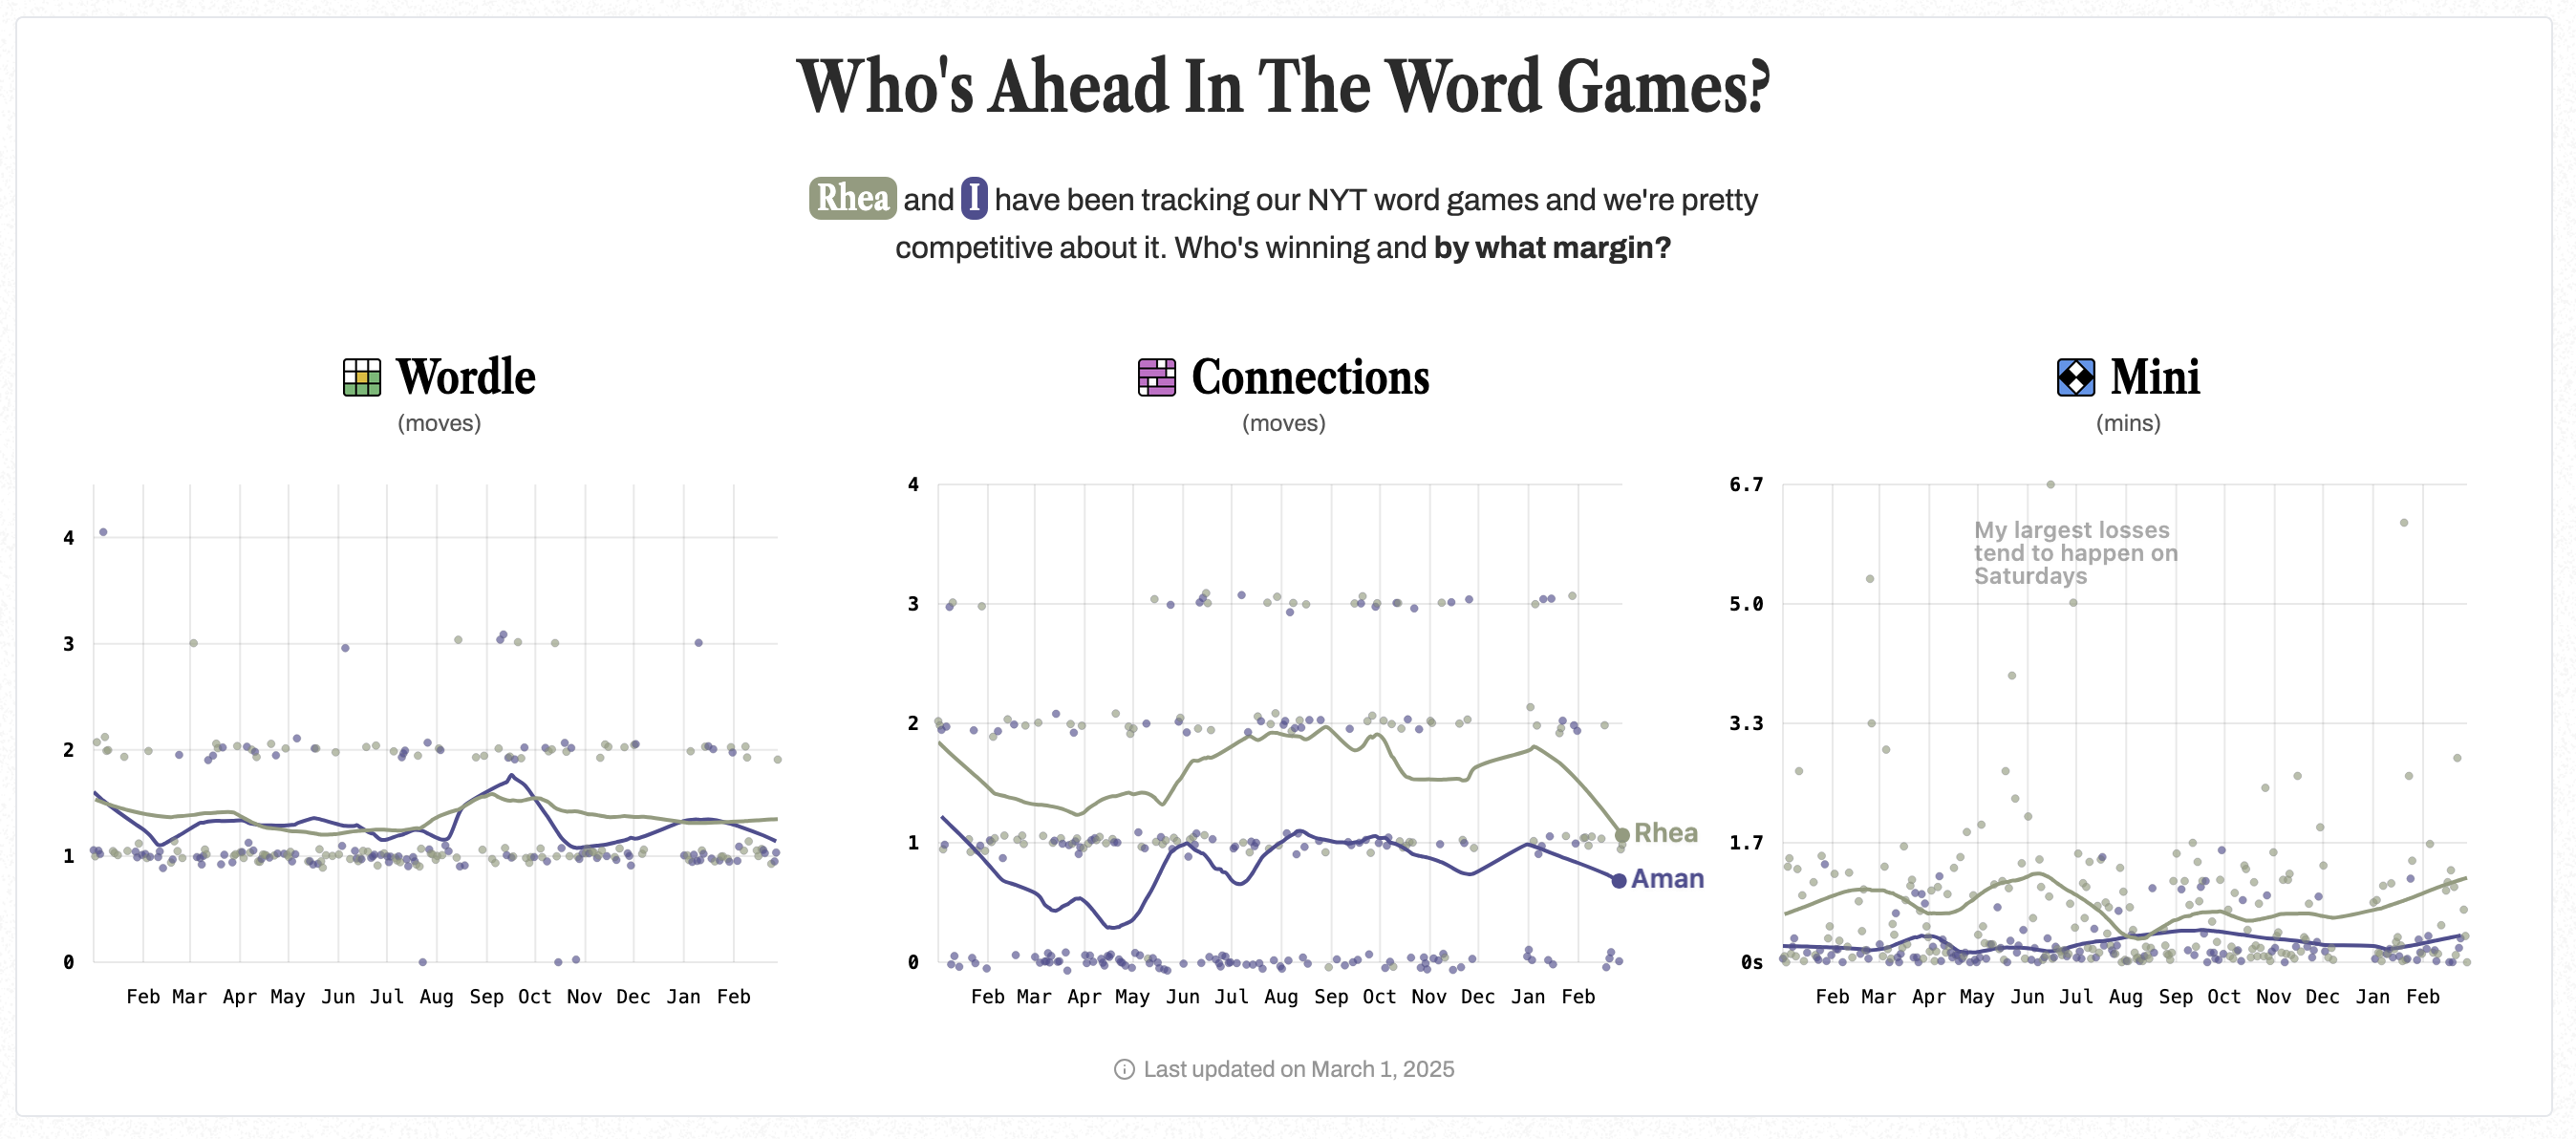 Who's Ahead In The Word Games?
Rhea and I have been tracking our NYT word games and we're pretty
competitive about it. Who's winning and by what margin?
Wordle
(moves)
4
3
2
1
0
Feb Mar Apr May Jun Jul Aug Sep Oct Nov Dec Jan Feb
Connections
(moves)
4
3
2
1
0
Rhea
Aman
Feb Mar Apr May Jun Jul Aug Sep Oct Nov Dec Jan Feb
Mini
(mins)
6.7
My largest losses
tend to happen on
Saturdays
5.0
3.3
1.7
0s
Feb Mar Apr May Jun Jul Aug Sep Oct Nov Dec Jan Feb
Last updated on March 1, 2025